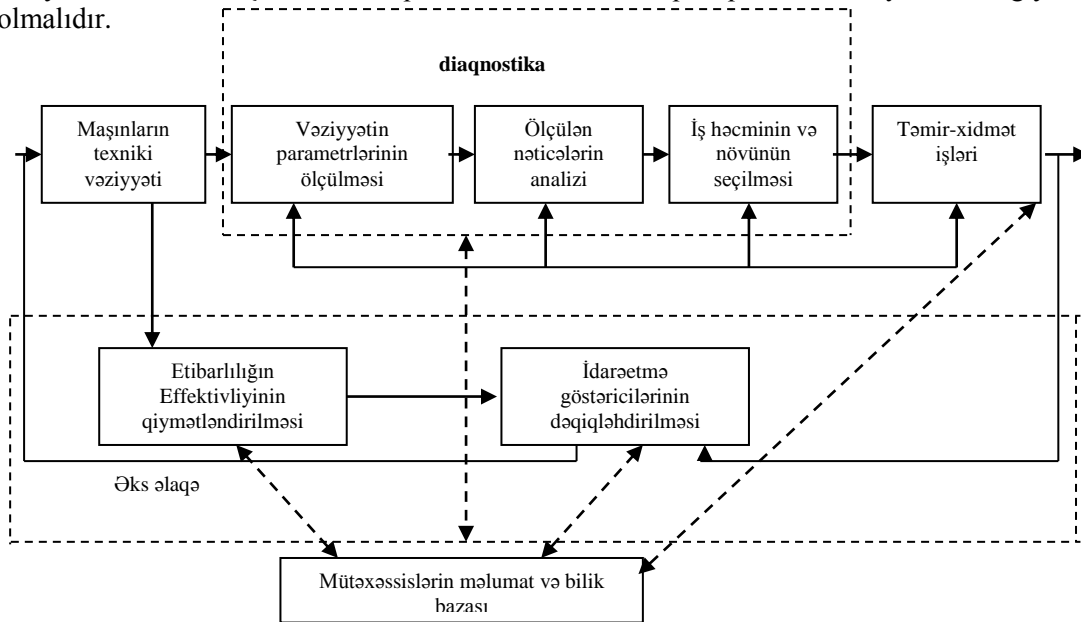 olmalıdır.
diaqnostika
Maşınların
texniki
vəziyyəti
Vəziyyətin
parametrlərinin
ölçülməsi
Ölçülən
nəticələrin
analizi
İş həcminin və
növünün
seçilməsi
Təmir-xidmət
işləri
Etibarlılığın
Effektivliyinin
qiymətləndirilməsi
İdarəetmə
göstəricilərinin
dəqiqləhdirilməsi
Əks əlaqə
Mütəxəssislərin məlumat və bilik
bazası